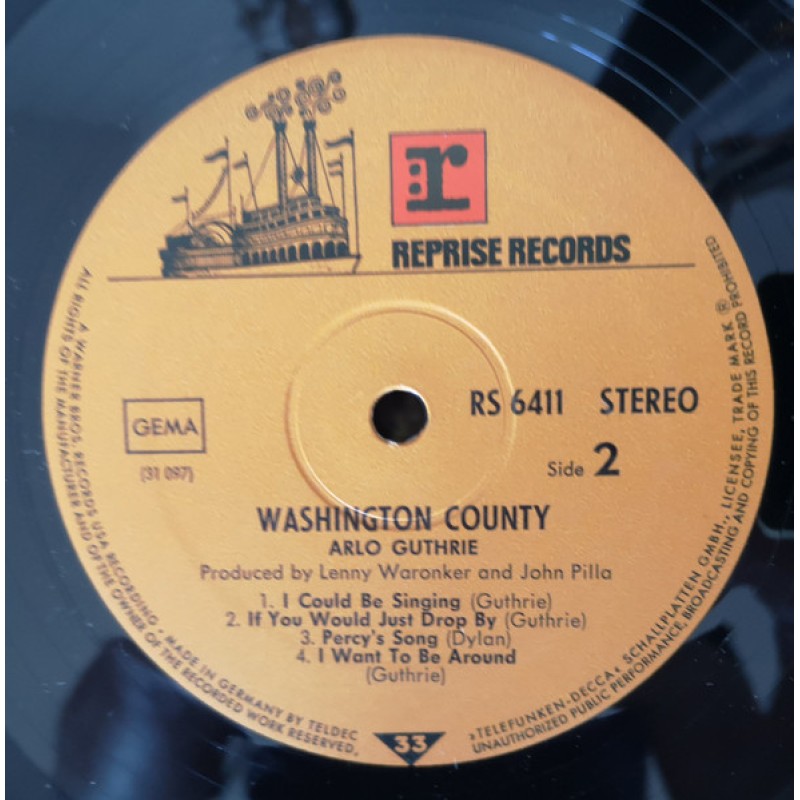 :r
REPRISE RECORDS
RS 6411 STEREO
GEMA
(31 097)
Side 2
WASHINGTON COUNTY
ARLO GUTHRIE
Produced by Lenny Waronker and John Pilla
1. I Could Be Singing (Guthrie)
2. If You Would Just Drop By (Guthrie)
3. Percy's Song (Dylan)
4. I Want To Be Around
(Guthrie)
33
A WARNER BROS. RECORDS USA RECORDING • MADE IN GERMANY BY TELDEC »TELEFUNKEN-DECCA« SCHALLPLATTEN GMBH., LICENSEE, TRADE MARK ®
ALL RIGHTS OF THE MANUFACTURER AND OF THE OWNER OF THE RECORDED WORK RESERVED, UNAUTHORIZED PUBLIC PERFORMANCE, BROADCASTING AND COPYING OF THIS RECORD PROHIBITED